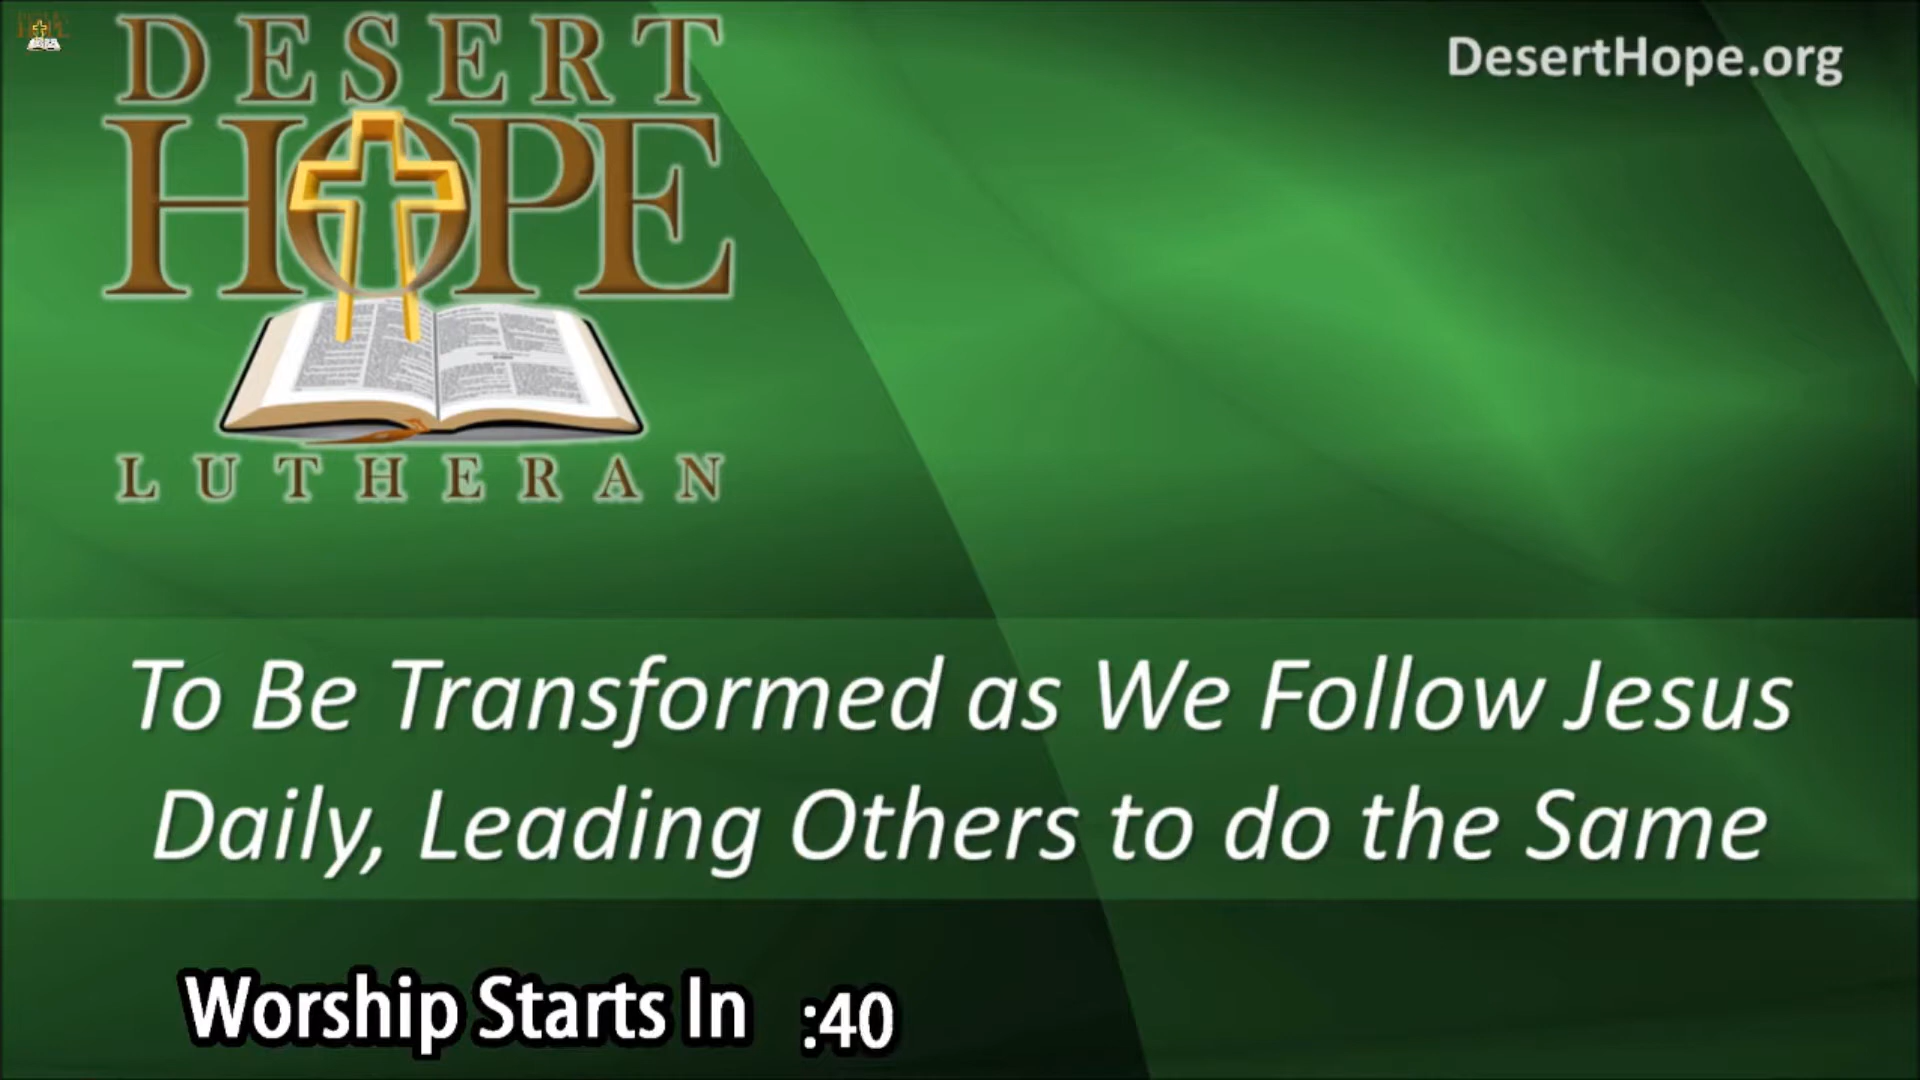 DESERT
HOPE
LUTHERAN
DesertHope.org
To Be Transformed as We Follow Jesus
Daily, Leading Others to do the Same
Worship Starts In :40